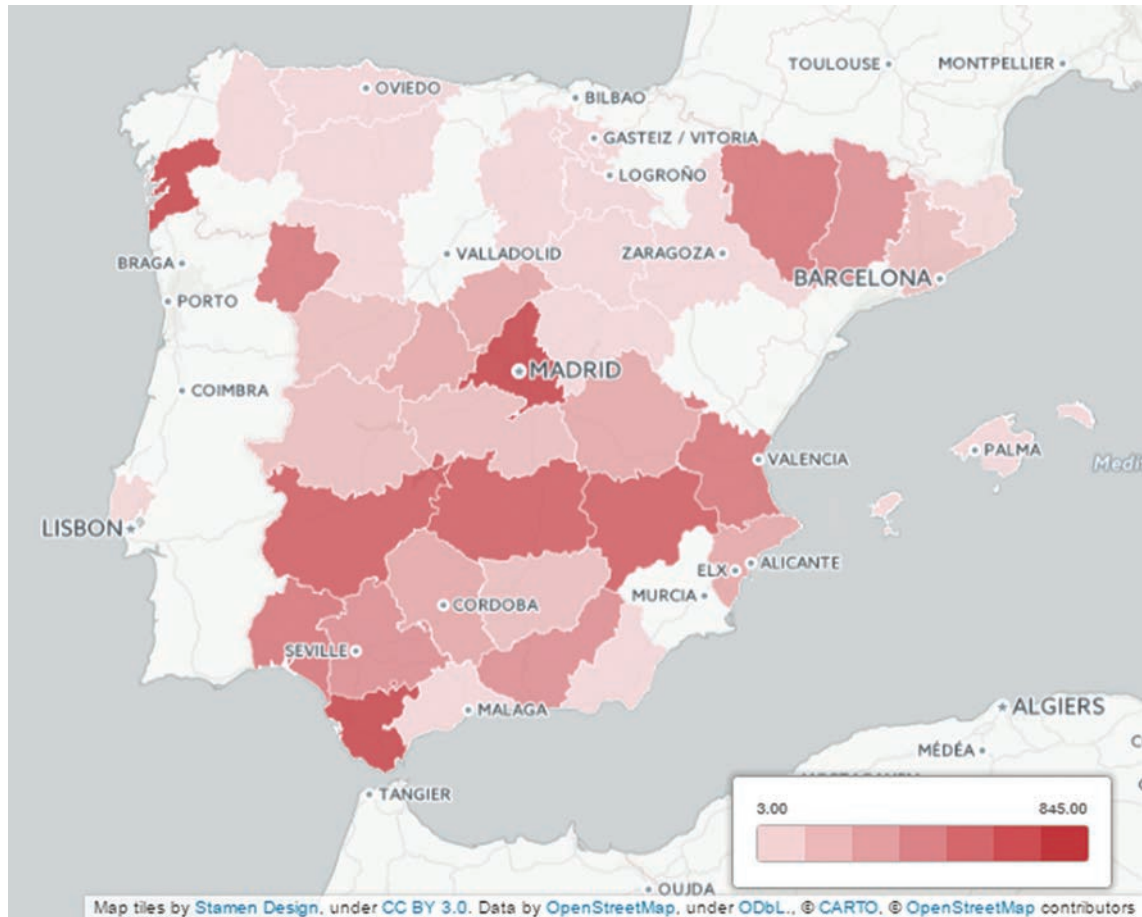 TOULOUSE
MONTPELLIER
OVIEDO
BILBAO
GASTEIZ / VITORIA
LOGROÑO
BRAGA
VALLADOLID
ZARAGOZA
BARCELONA
PORTO
MADRID
COIMBRA
PALMA
VALENCIA
Medi
LISBON
ELX
ALICANTE
MURCIA
CORDOBA
SEVILLE
MALAGA
ALGIERS
MÉDÉA
TANGIER
3.00 845.00
OUJDA
Map tiles by Stamen Design, under CC BY 3.0. Data by OpenStreetMap, under ODbL., © CARTO, © OpenStreetMap contributors